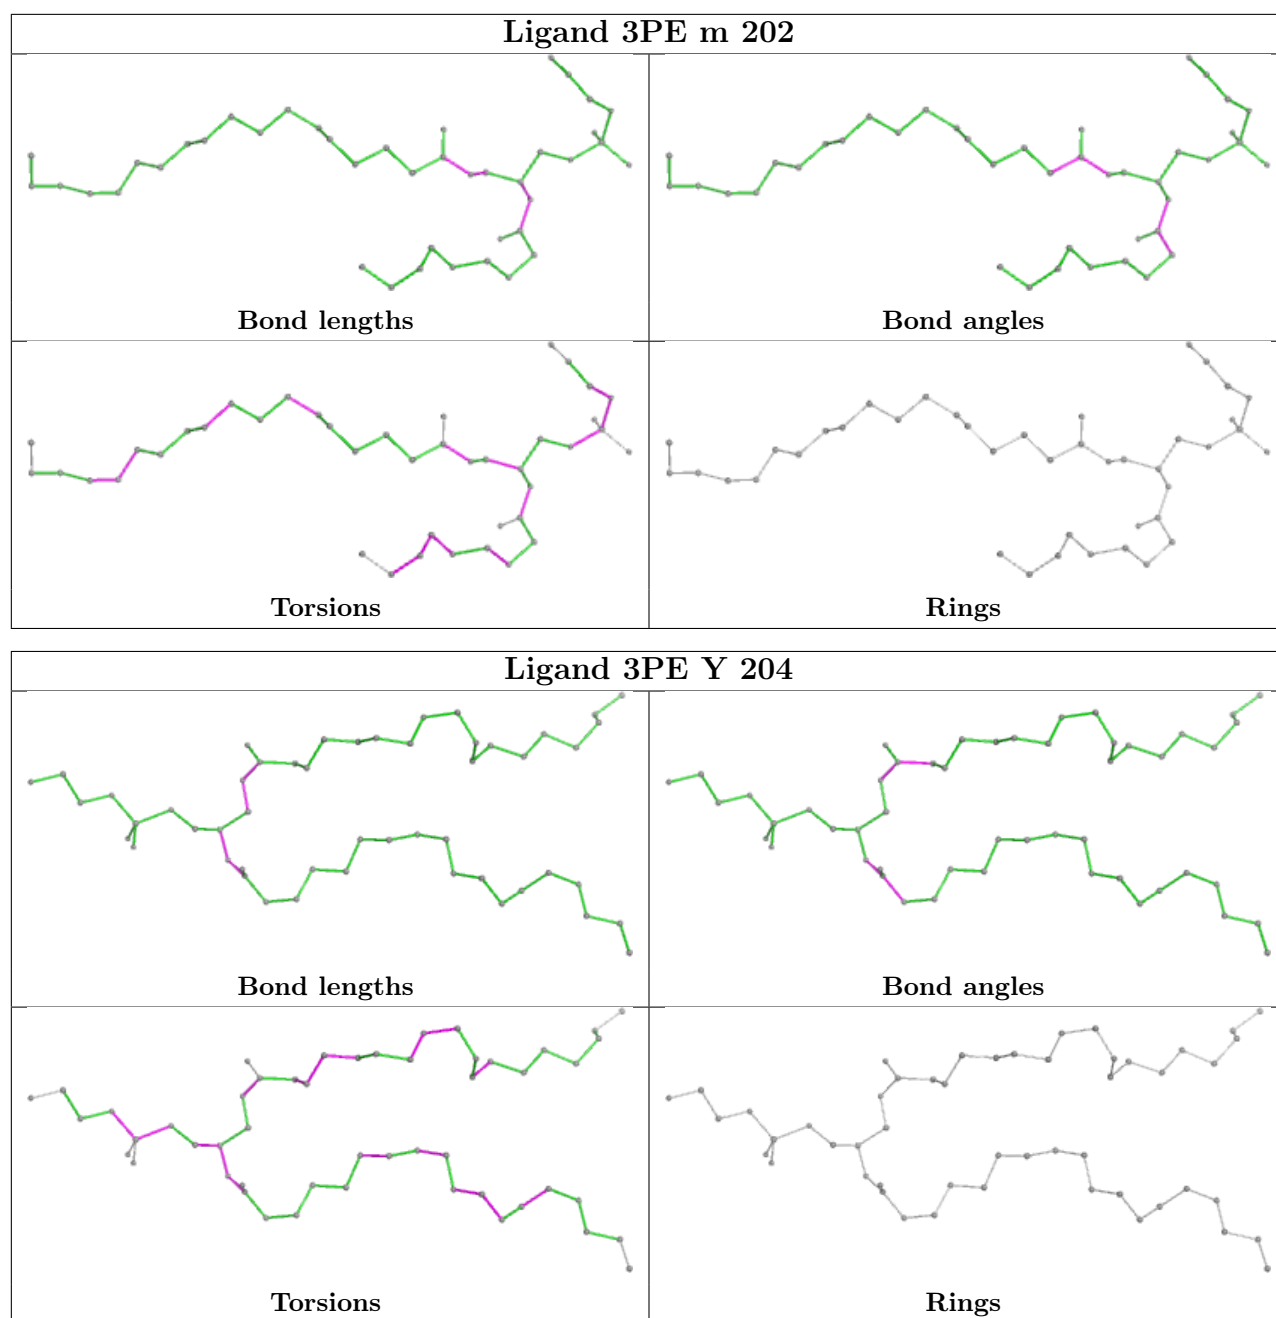 Ligand 3PE m 202
Bond lengths
Bond angles
Torsions
Rings
Ligand 3PE Y 204
Bond lengths
Bond angles
Torsions
Rings